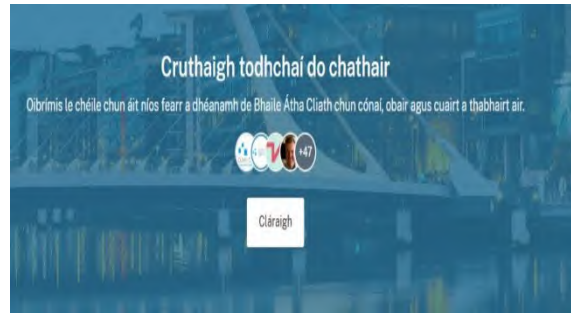 Cruthaigh todhchaí do chathair
Oibrímis le chéile chun áit níos fearr a dhéanamh de Bhaile Átha Cliath chun cónaí, obair agus cuairt a thabhairt air.
+47
Cláraigh